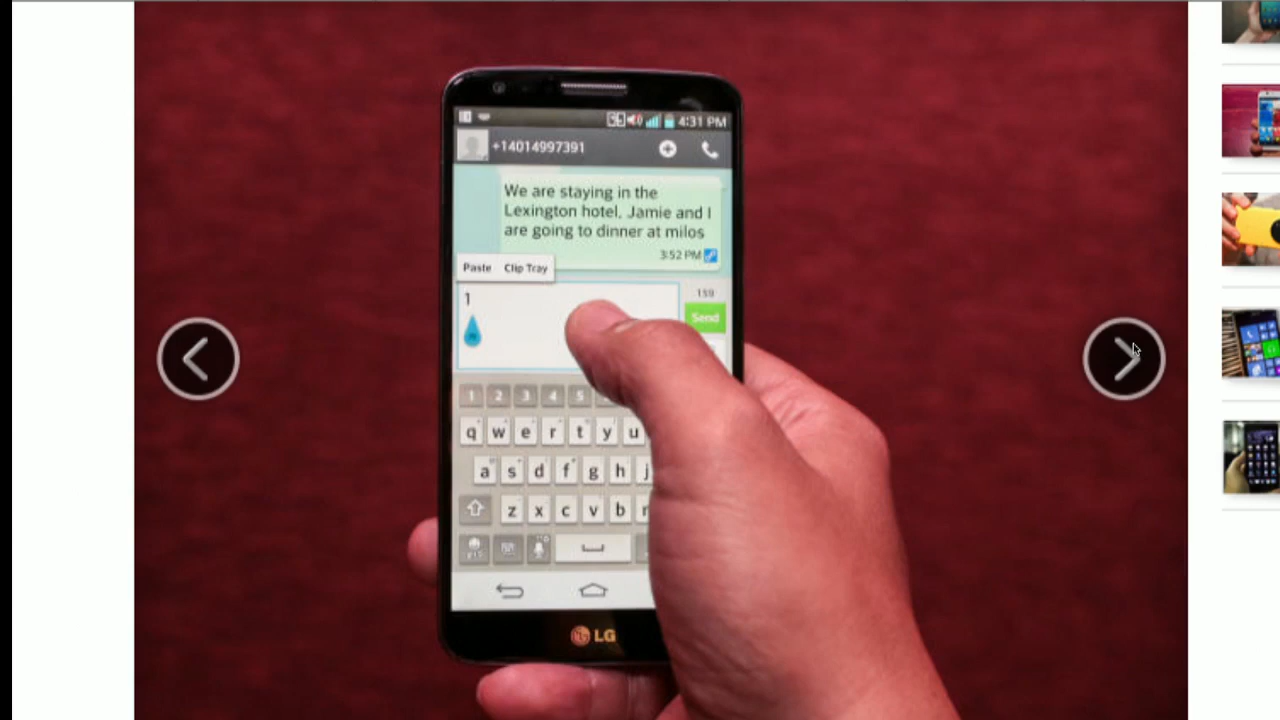 4:31 PM
+14014997391
We are staying in the
Lexington hotel, Jamie and I
are going to dinner at milos
3:52 PM
Paste Clip Tray
159
1
Send
1 2 3 4 5
q w e r t y u
a s d f g h j
z x c v b
LG